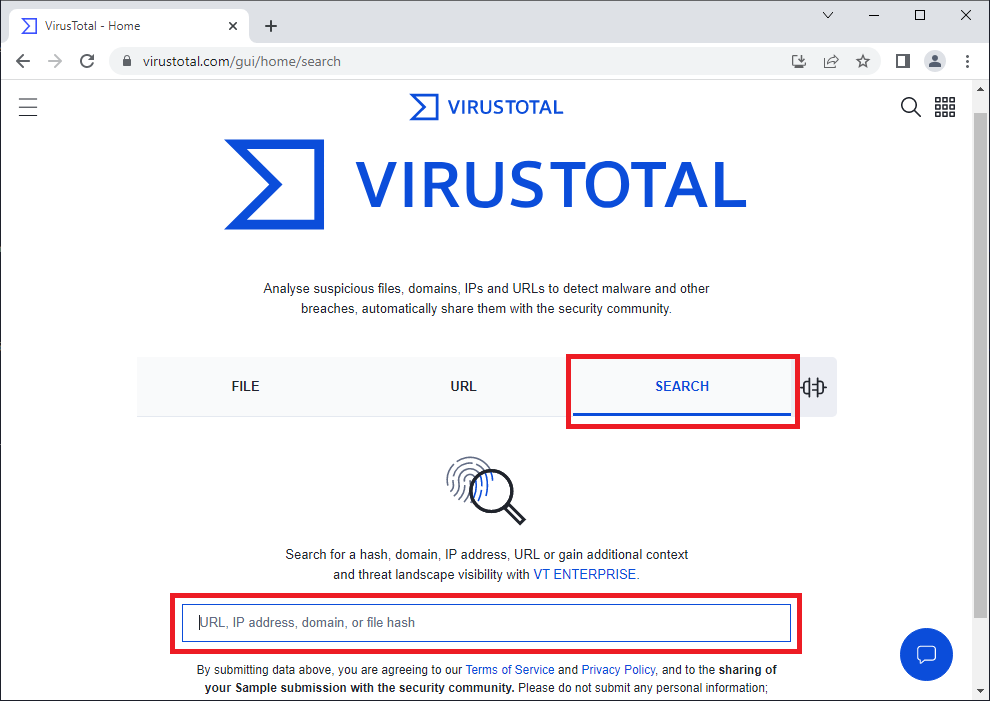 VirusTotal - Home
virustotal.com/gui/home/search
VIRUSTOTAL
VIRUSTOTAL
Analyse suspicious files, domains, IPs and URLs to detect malware and other
breaches, automatically share them with the security community.
FILE URL SEARCH
Search for a hash, domain, IP address, URL or gain additional context
and threat landscape visibility with VT ENTERPRISE.
URL, IP address, domain, or file hash
By submitting data above, you are agreeing to our Terms of Service and Privacy Policy, and to the sharing of
your Sample submission with the security community. Please do not submit any personal information;